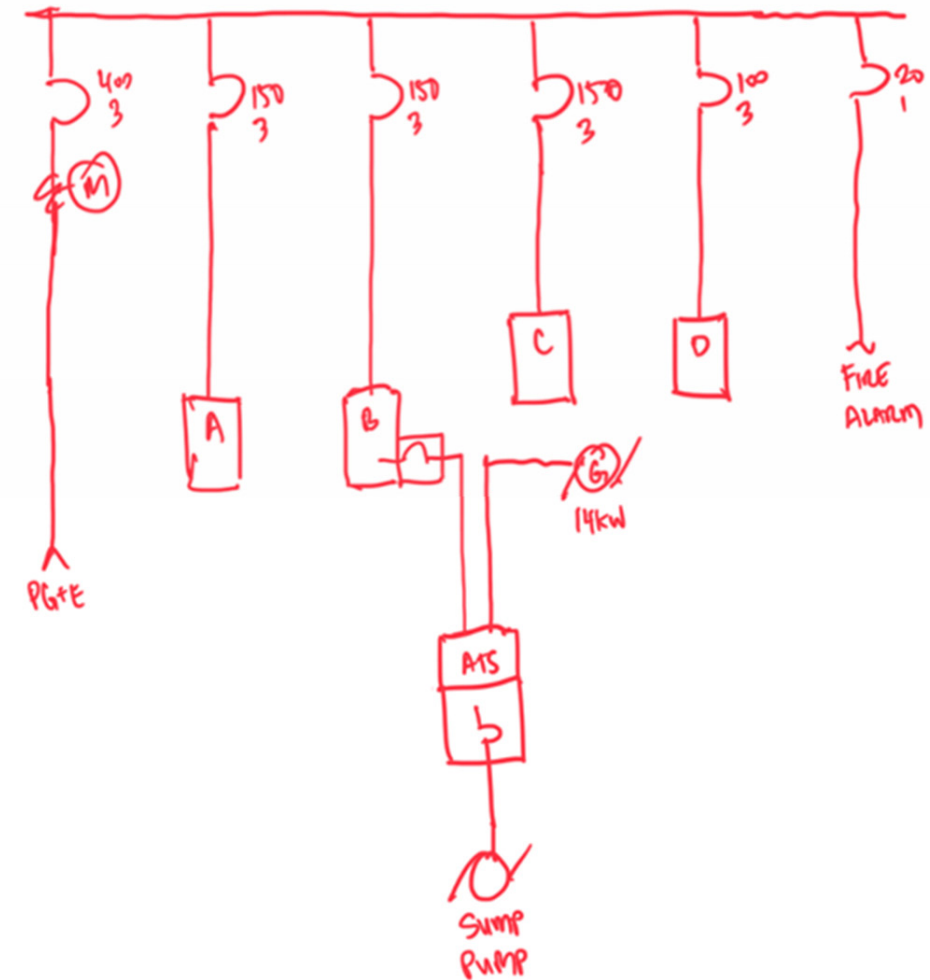 400
3
150
3
150
3
150
3
100
3
20
1
M
A
B
C
D
FIRE
ALARM
G
14KW
PG+E
ATS
SUMP
PUMP